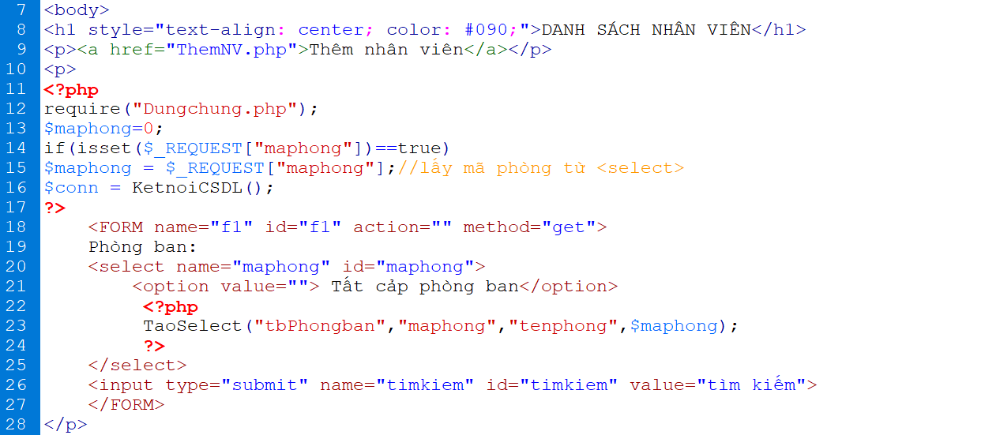 7 <body>
8 <h1 style="text-align: center; color: #090;">DANH SÁCH NHÂN VIÊN</h1>
9 <p><a href="ThemNV.php">Thêm nhân viên</a></p>
10 <p>
11 <?php
12 require("Dungchung.php");
13 $maphong=0;
14 if(isset($_REQUEST["maphong"])==true)
15 $maphong = $_REQUEST["maphong"];//lấy mã phòng từ <select>
16 $conn = KetnoiCSDL();
17 ?>
18 <FORM name="f1" id="f1" action="" method="get">
19 Phòng ban:
20 <select name="maphong" id="maphong">
21 <option value=""> Tất cảp phòng ban</option>
22 <?php
23 TaoSelect("tbPhongban","maphong","tenphong",$maphong);
24 ?>
25 </select>
26 <input type="submit" name="timkiem" id="timkiem" value="tìm kiếm">
27 </FORM>
28 </p>